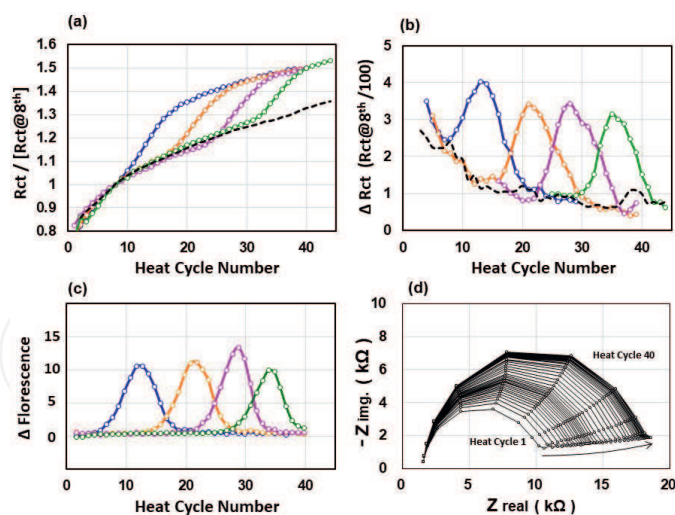 (a)
Rct / [Rct@8th]
1.6
1.5
1.4
1.3
1.2
1.1
1
0.9
0.8
0 10 20 30 40
Heat Cycle Number
(b)
Δ Rct (Rct@8th /100)
5
4
3
2
1
0
0 10 20 30 40
Heat Cycle Number
(c)
Δ Florescence
15
10
5
0
0 10 20 30 40
Heat Cycle Number
(d)
− Z img. ( kΩ )
10
8
6
4
2
0
Heat Cycle 40
Heat Cycle 1
0 5 10 15 20
Z real ( kΩ )